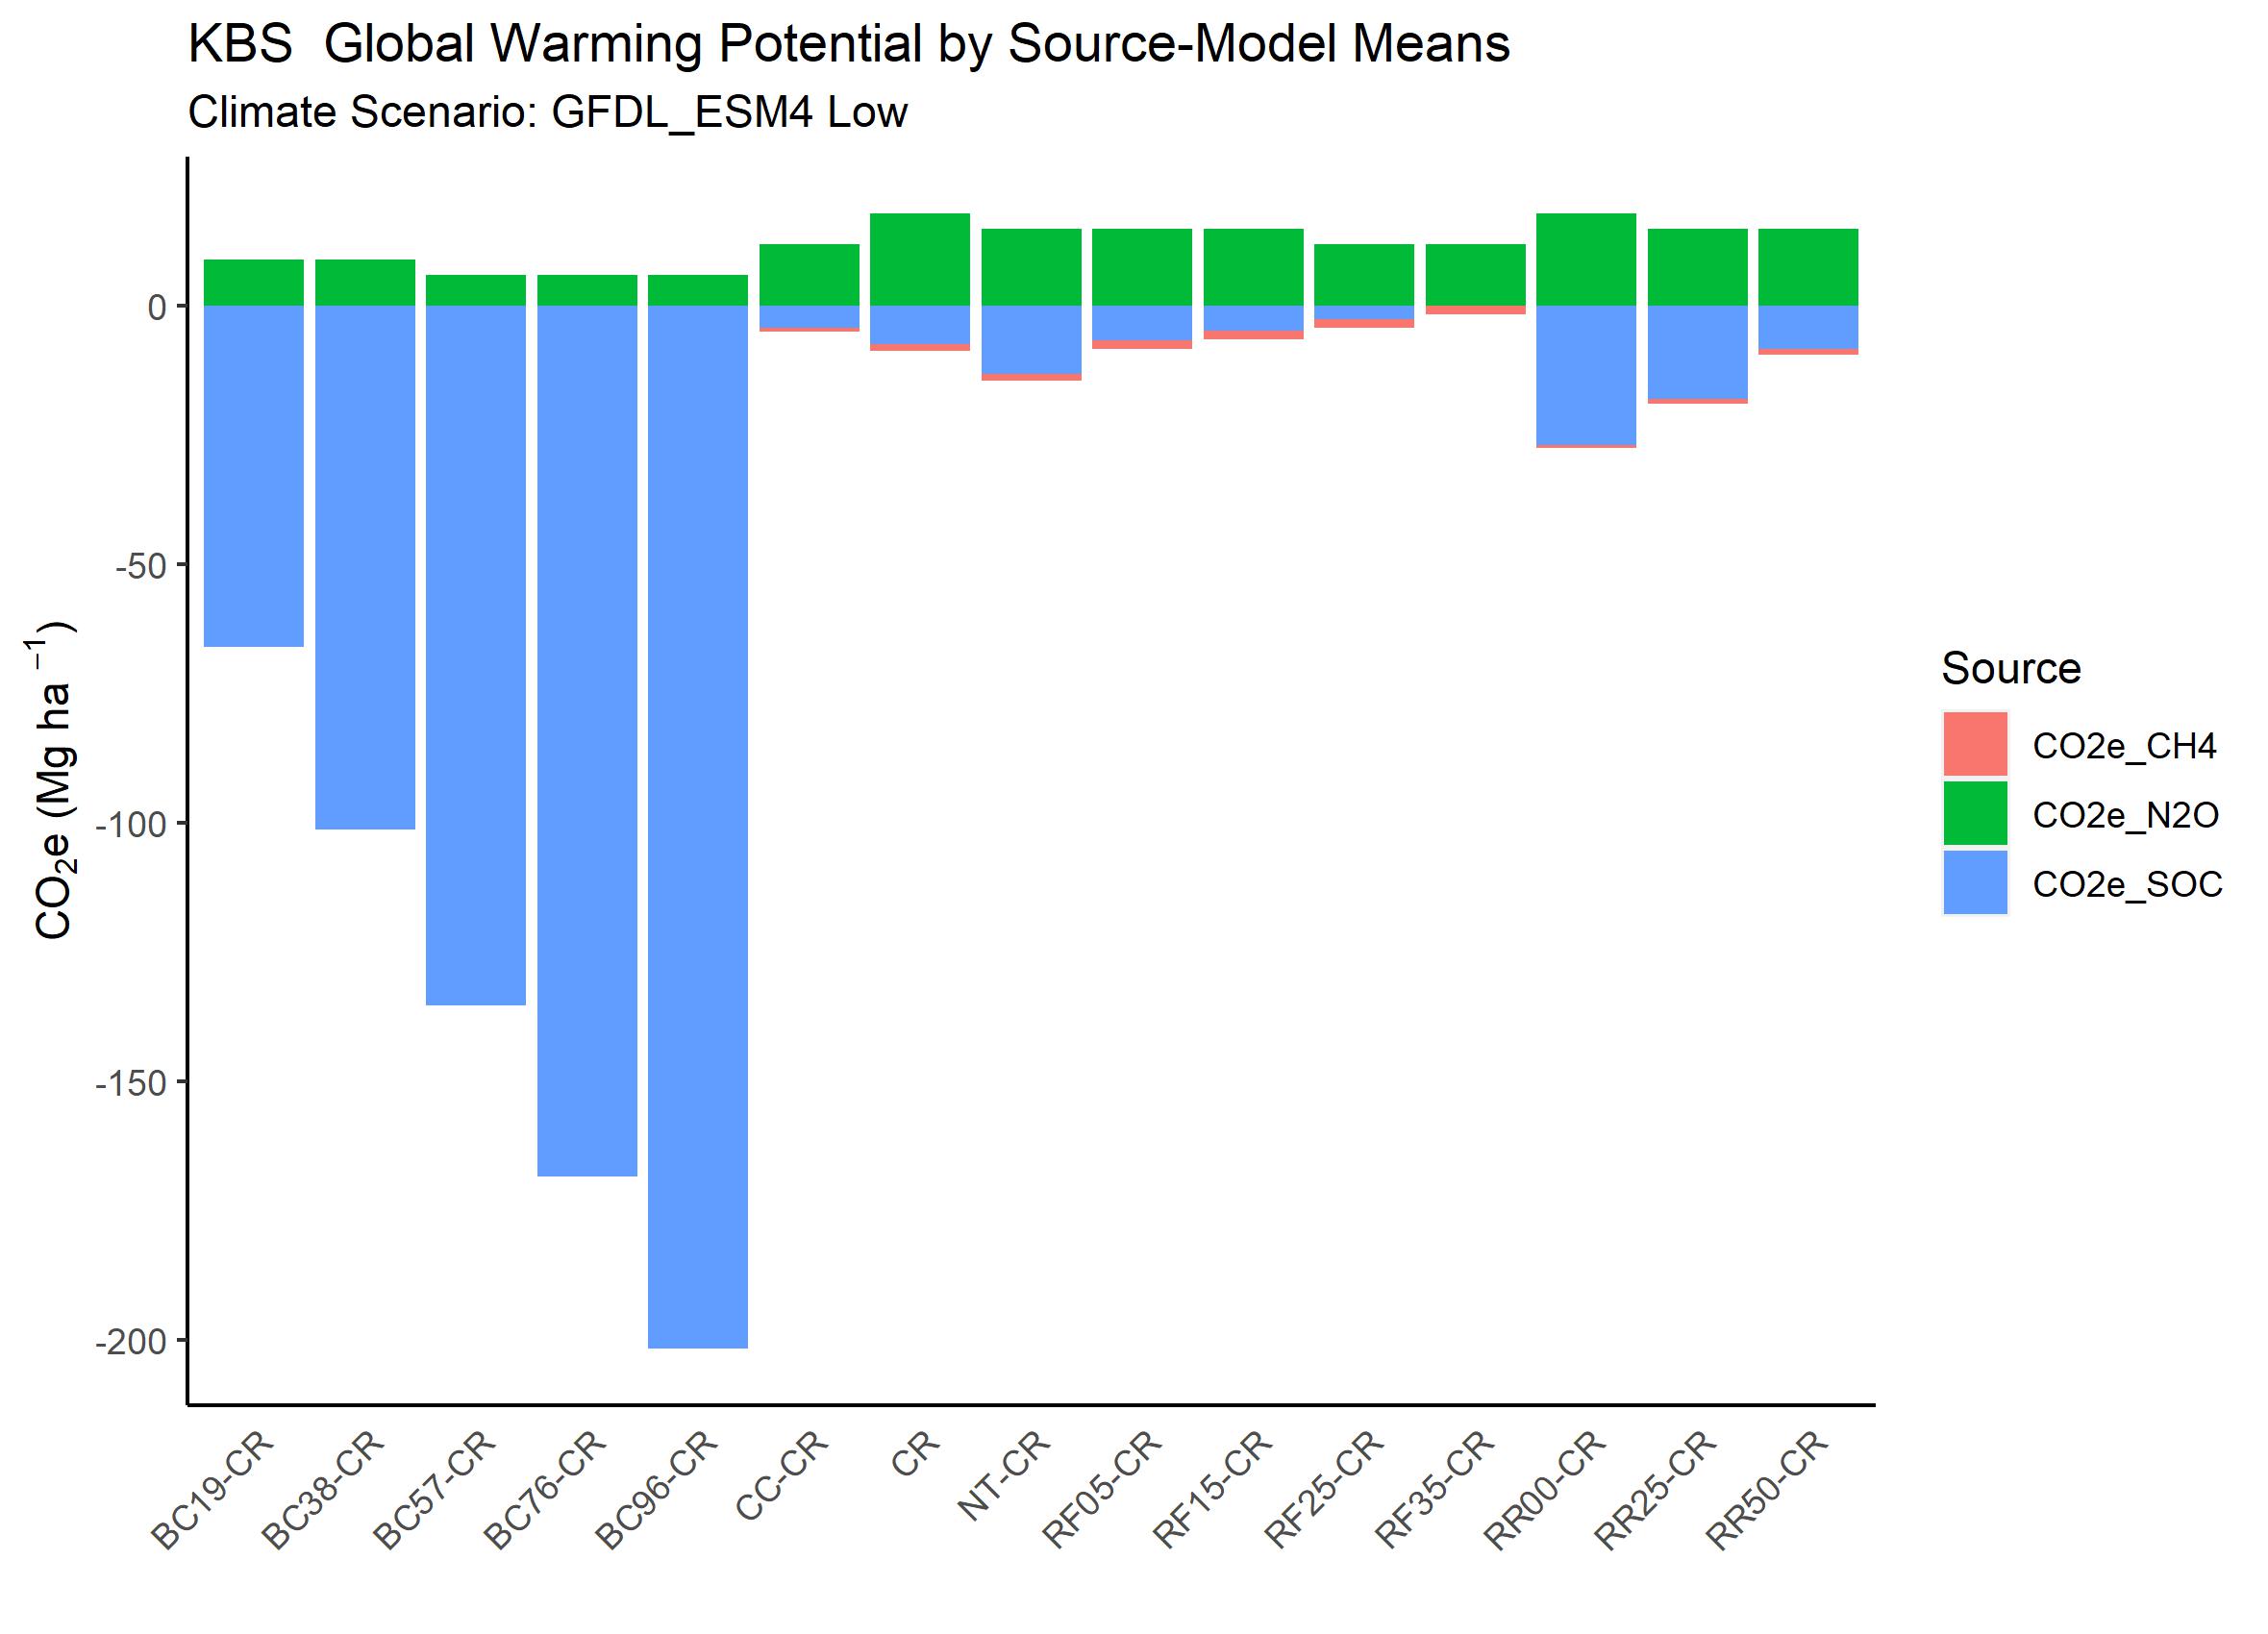 KBS  Global Warming Potential by Source-Model Means
Climate Scenario: GFDL_ESM4 Low
0
-50
-100
-150
-200
CO₂e (Mg ha ⁻¹)
BC19-CR
BC38-CR
BC57-CR
BC76-CR
BC96-CR
CC-CR
CR
NT-CR
RF05-CR
RF15-CR
RF25-CR
RF35-CR
RR00-CR
RR25-CR
RR50-CR
Source
CO2e_CH4
CO2e_N2O
CO2e_SOC